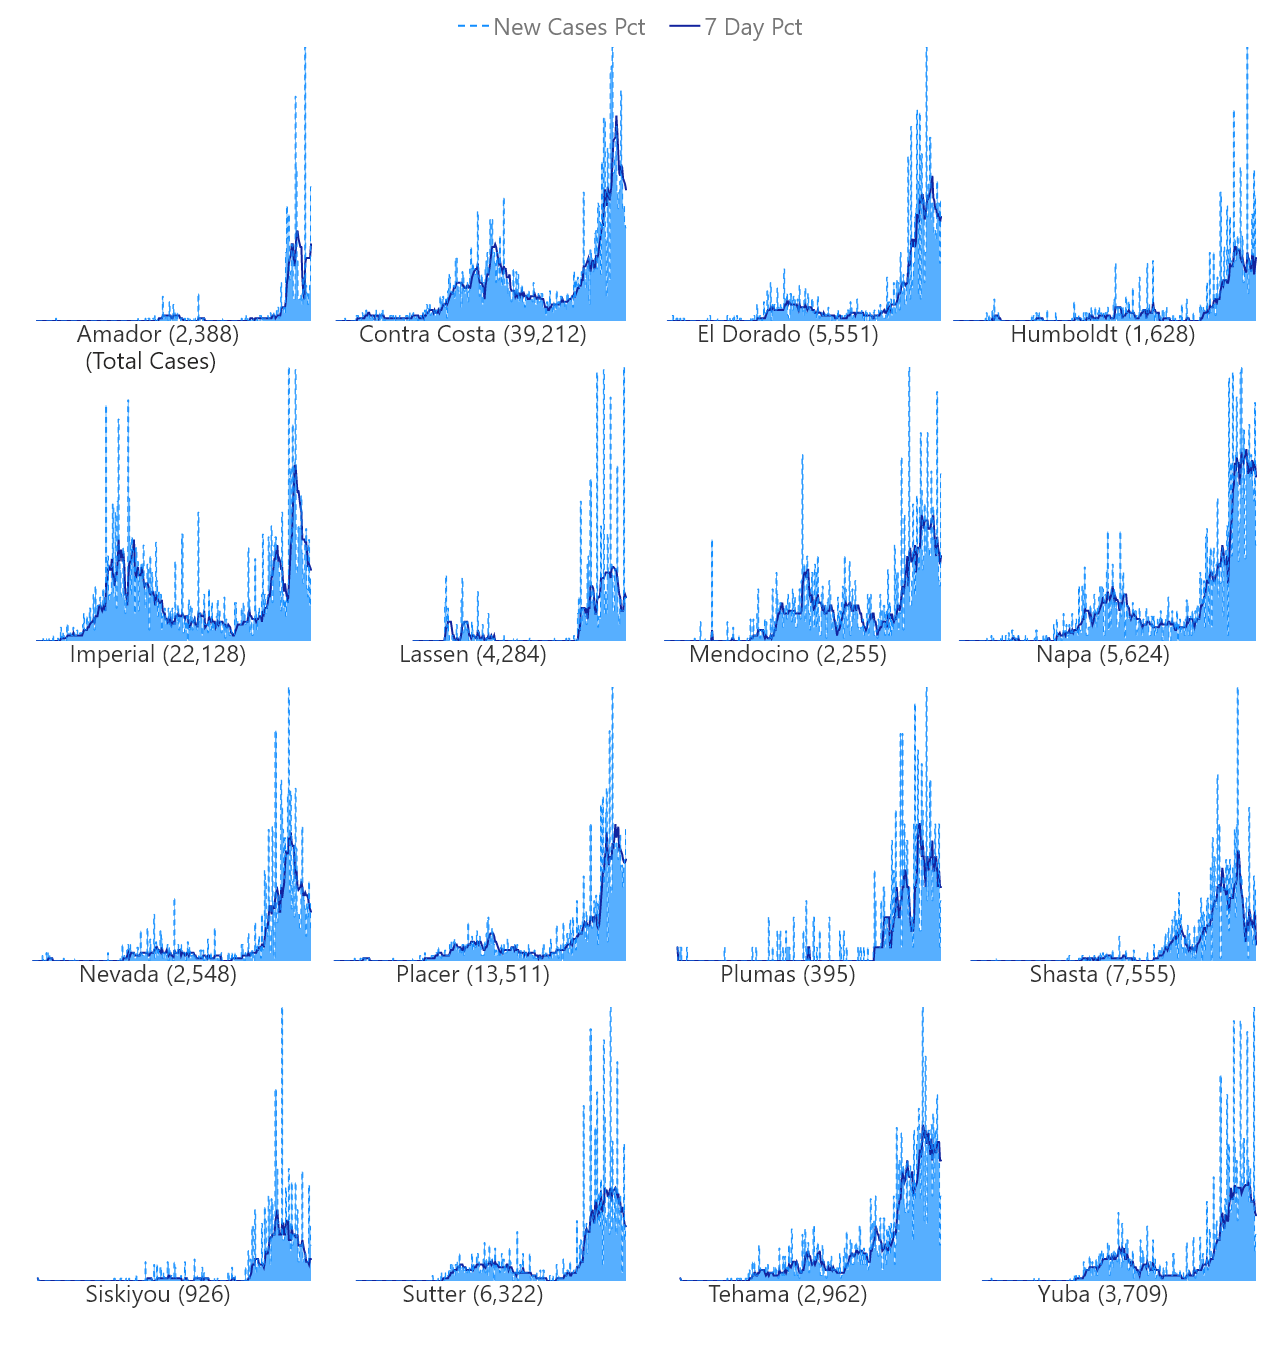 New Cases Pct 7 Day Pct
Amador (2,388) Contra Costa (39,212) El Dorado (5,551) Humboldt (1,628)
(Total Cases)
Imperial (22,128) Lassen (4,284) Mendocino (2,255) Napa (5,624)
Nevada (2,548) Placer (13,511) Plumas (395) Shasta (7,555)
Siskiyou (926) Sutter (6,322) Tehama (2,962) Yuba (3,709)